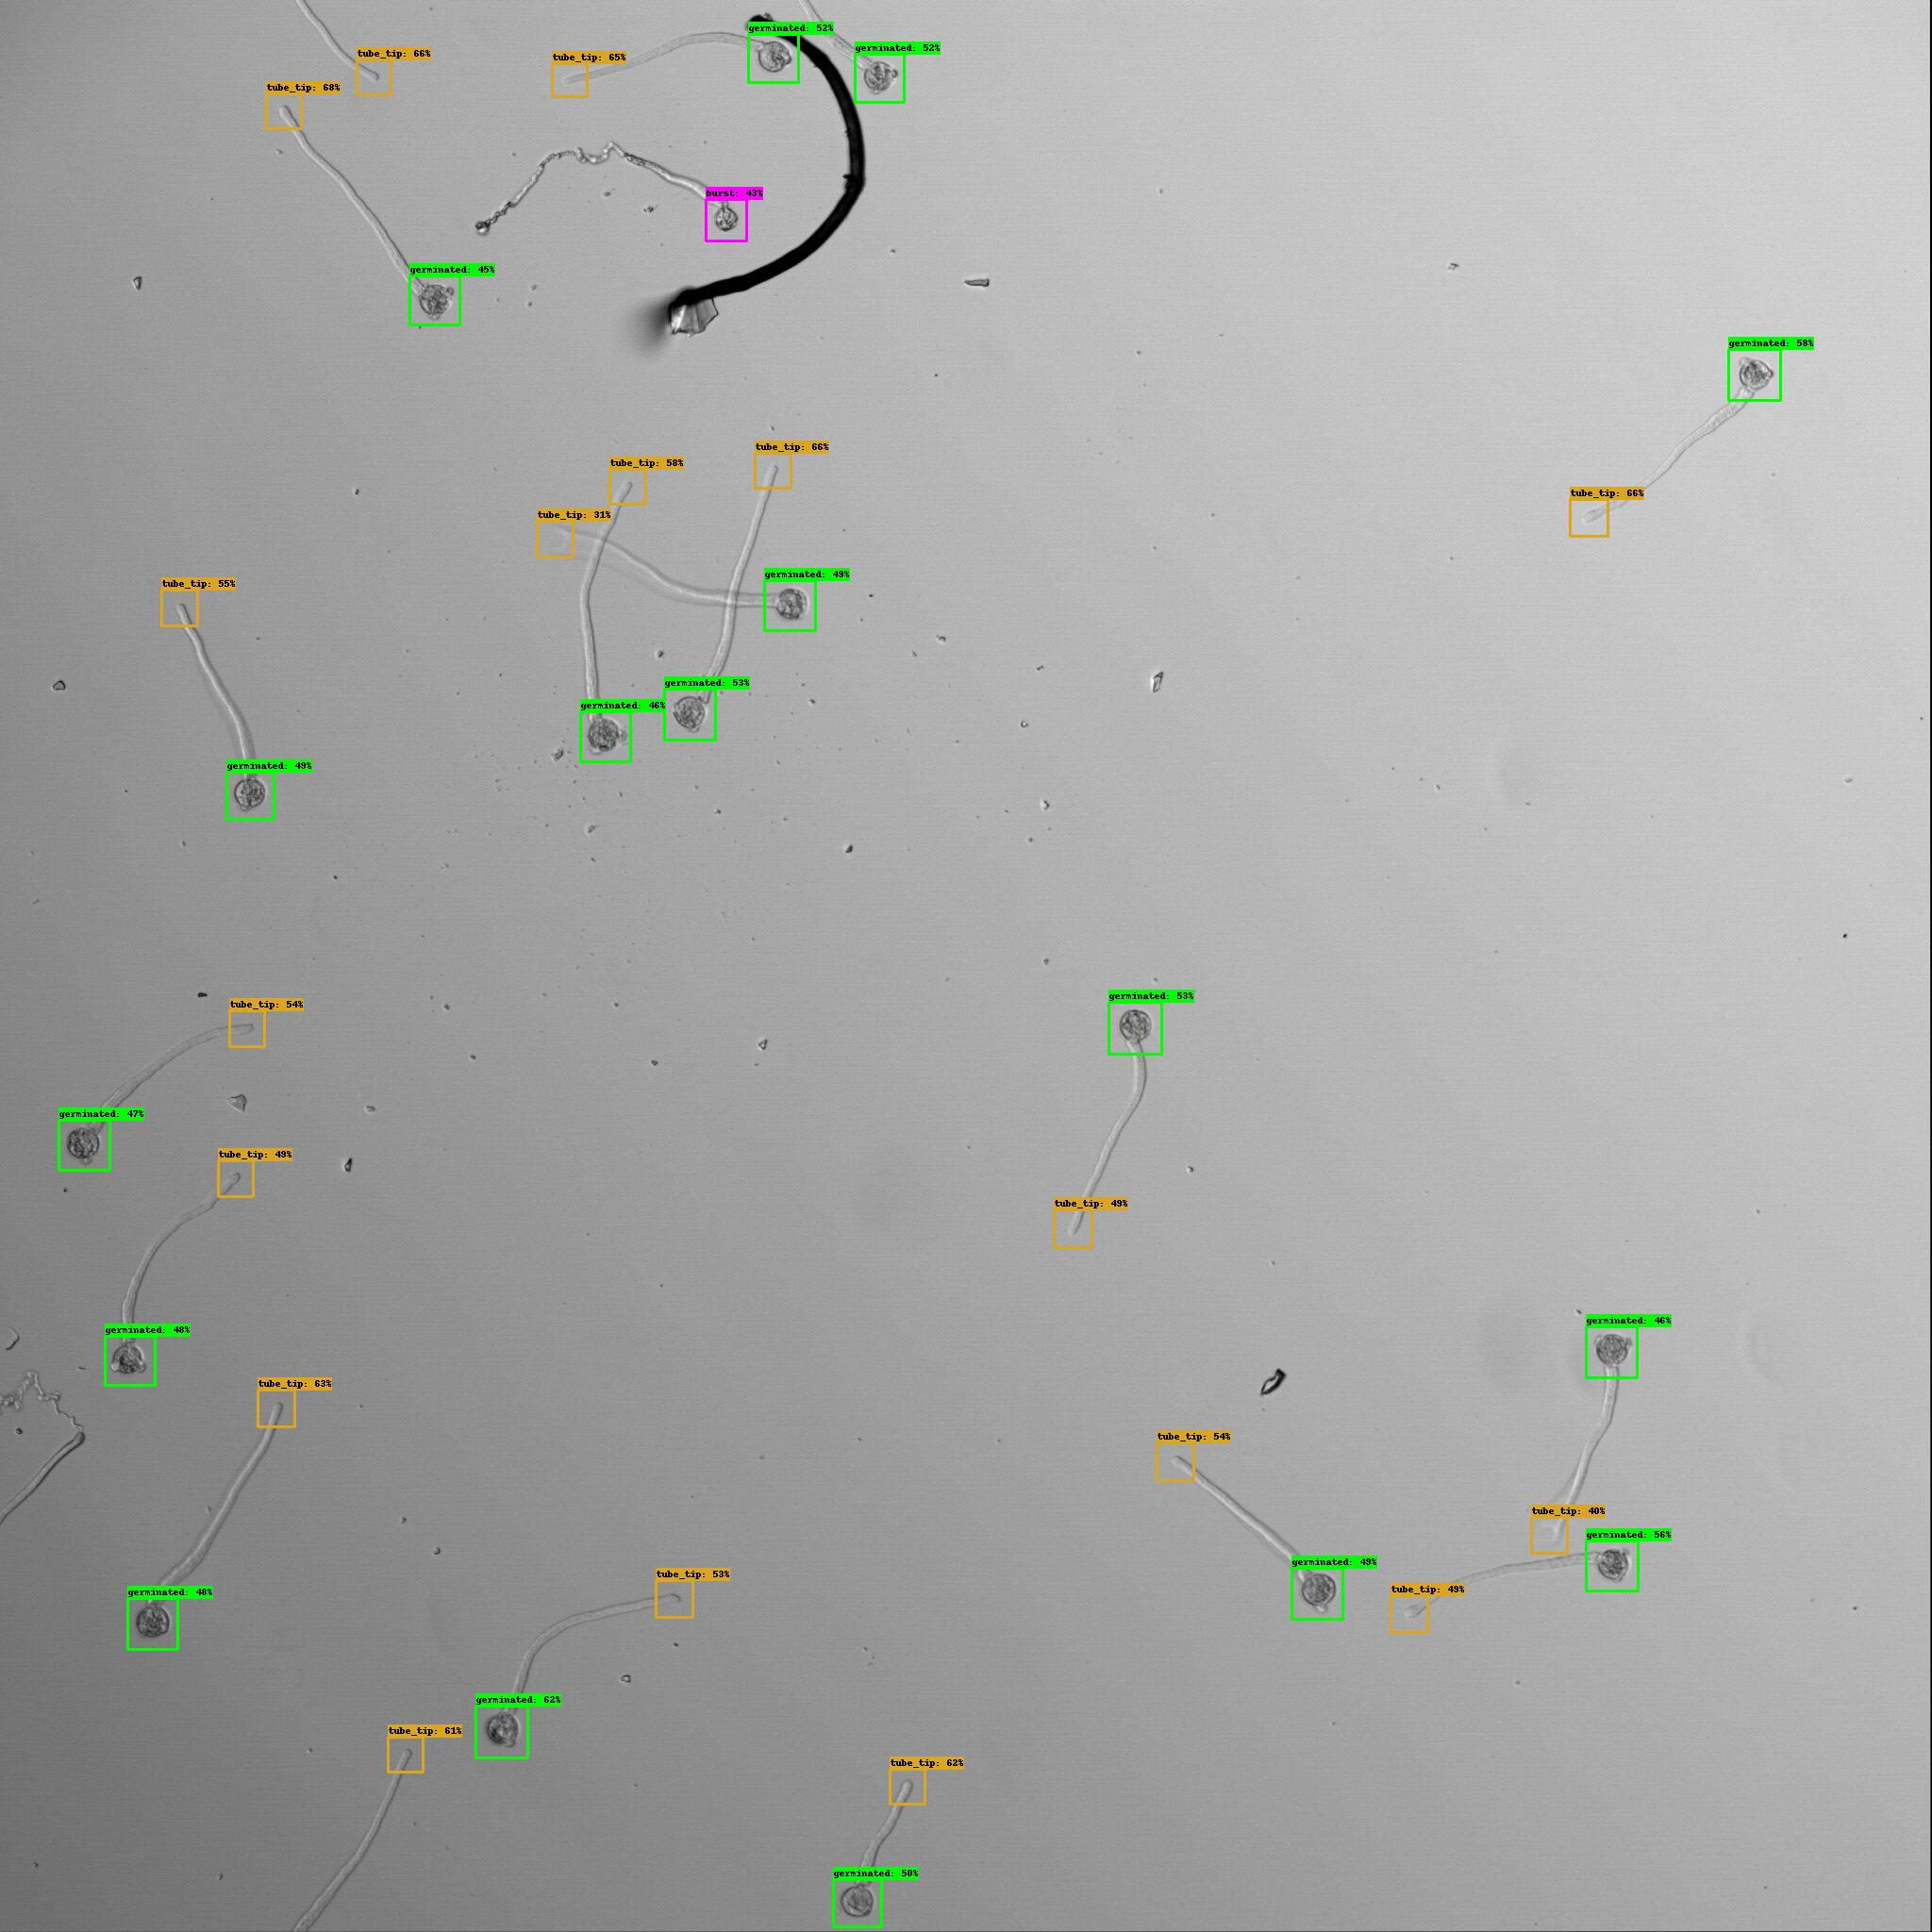 germinated: 52%
germinated: 52%
tube_tip: 66%
tube_tip: 65%
tube_tip: 68%
burst: 43%
germinated: 45%
germinated: 58%
tube_tip: 66%
tube_tip: 58%
tube_tip: 66%
tube_tip: 31%
germinated: 49%
tube_tip: 55%
germinated: 53%
germinated: 46%
germinated: 49%
germinated: 53%
tube_tip: 54%
germinated: 47%
tube_tip: 49%
tube_tip: 49%
germinated: 46%
germinated: 48%
tube_tip: 63%
tube_tip: 54%
tube_tip: 40%
germinated: 56%
germinated: 49%
tube_tip: 53%
tube_tip: 49%
germinated: 48%
germinated: 62%
tube_tip: 61%
tube_tip: 62%
germinated: 50%